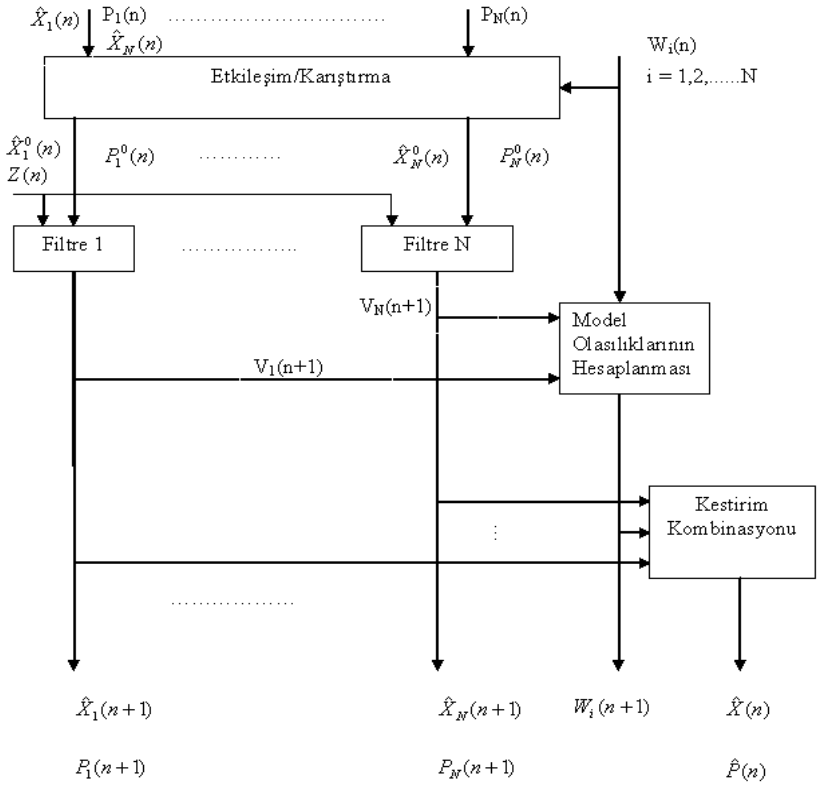 X̂₁(n) P₁(n) ............................... P_N(n)
X̂_N(n)
W_i(n)
i = 1,2,......N
Etkileşim/Karıştırma
X̂₁⁰(n) P₁⁰(n) ............ X̂_N⁰(n) P_N⁰(n)
Z(n)
Filtre 1 ................. Filtre N
V_N(n+1)
Model
Olasılıklarının
Hesaplanması
V₁(n+1)
Kestirim
Kombinasyonu
⋮
..................
X̂₁(n+1) X̂_N(n+1) W_i(n+1) X̂(n)
P₁(n+1) P_N(n+1) P̂(n)